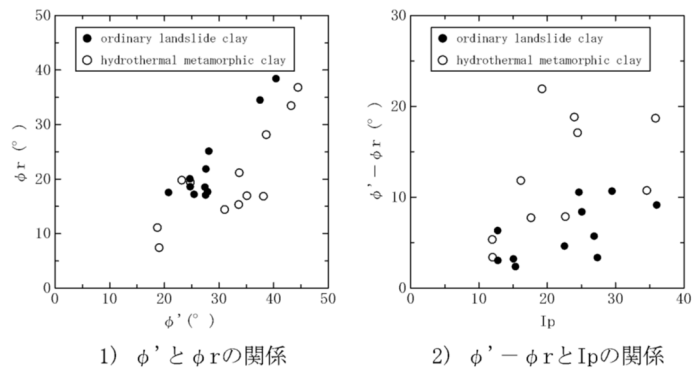 50
40
30
20
10
0
φr(°)
● ordinary landslide clay
○ hydrothermal metamorphic clay
0 10 20 30 40 50
φ'(°)
1) φ'とφrの関係
30
20
10
0
φ'−φr(°)
● ordinary landslide clay
○ hydrothermal metamorphic clay
0 10 20 30 40
Ip
2) φ'−φrとIpの関係